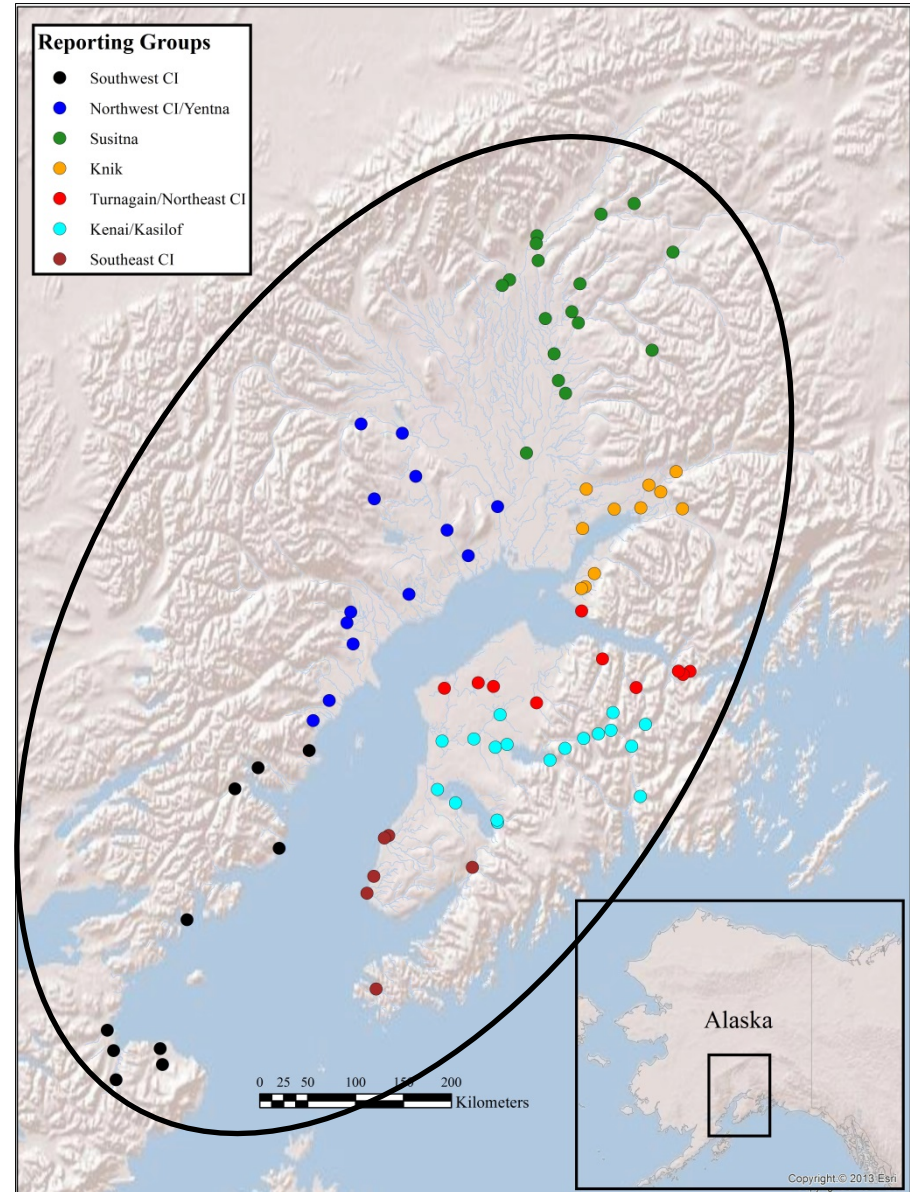 Reporting Groups
Southwest CI
Northwest CI/Yentna
Susitna
Knik
Turnagain/Northeast CI
Kenai/Kasilof
Southeast CI
0 25 50 100 150 200
Kilometers
Alaska
Copyright:© 2013 Esri